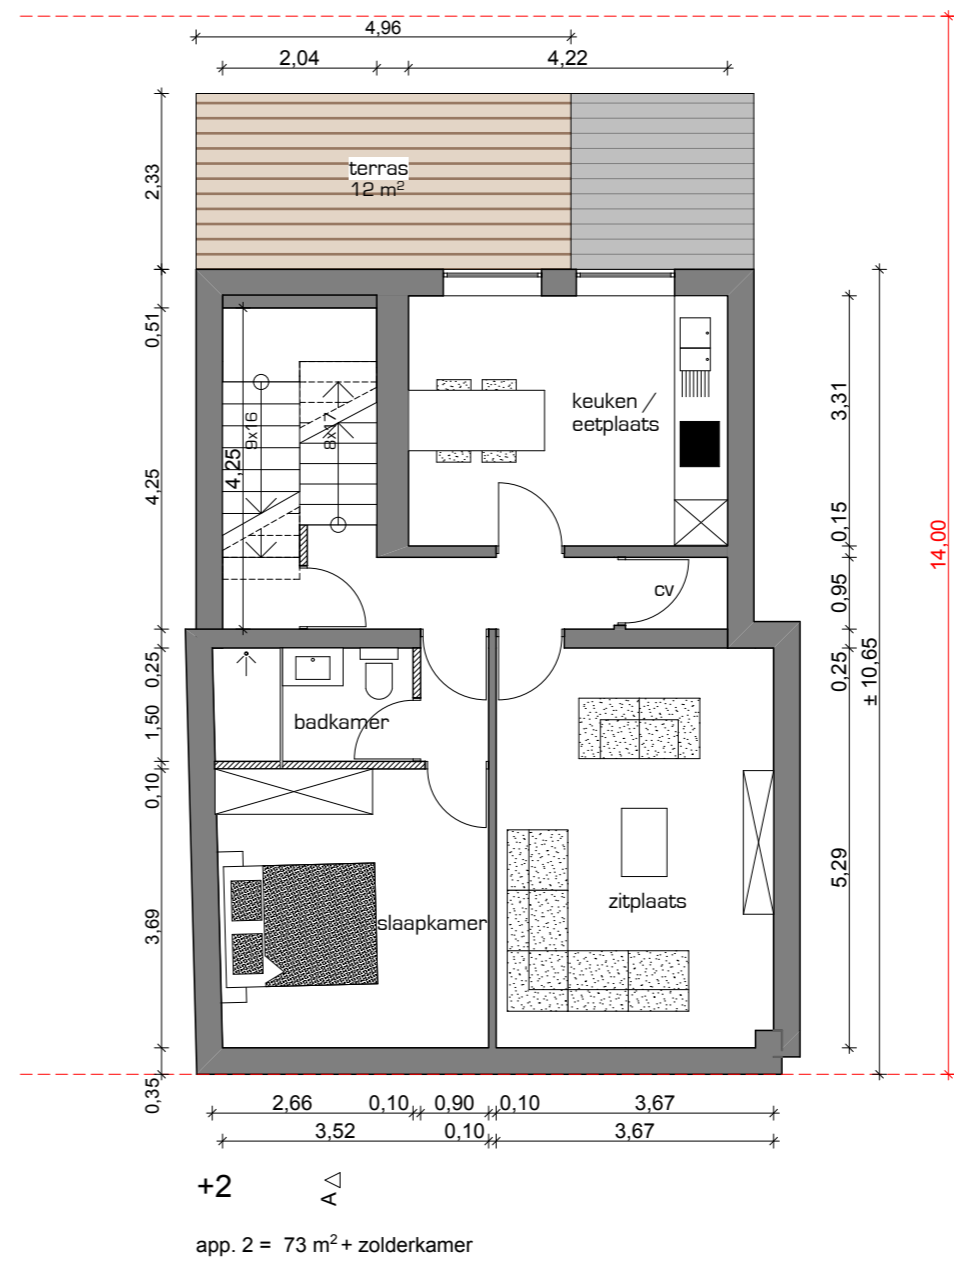 4,96
2,04
4,22
2,33
terras
12 m²
0,51
4,25
4,25
9x16
8x17
keuken /
eetplaats
3,31
0,15
14,00
cv
0,95
0,25
0,25
± 10,65
badkamer
1,50
0,10
slaapkamer
zitplaats
5,29
3,69
0,35
2,66
0,10
0,90
0,10
3,67
3,52
0,10
3,67
+2
A
app. 2 = 73 m² + zolderkamer